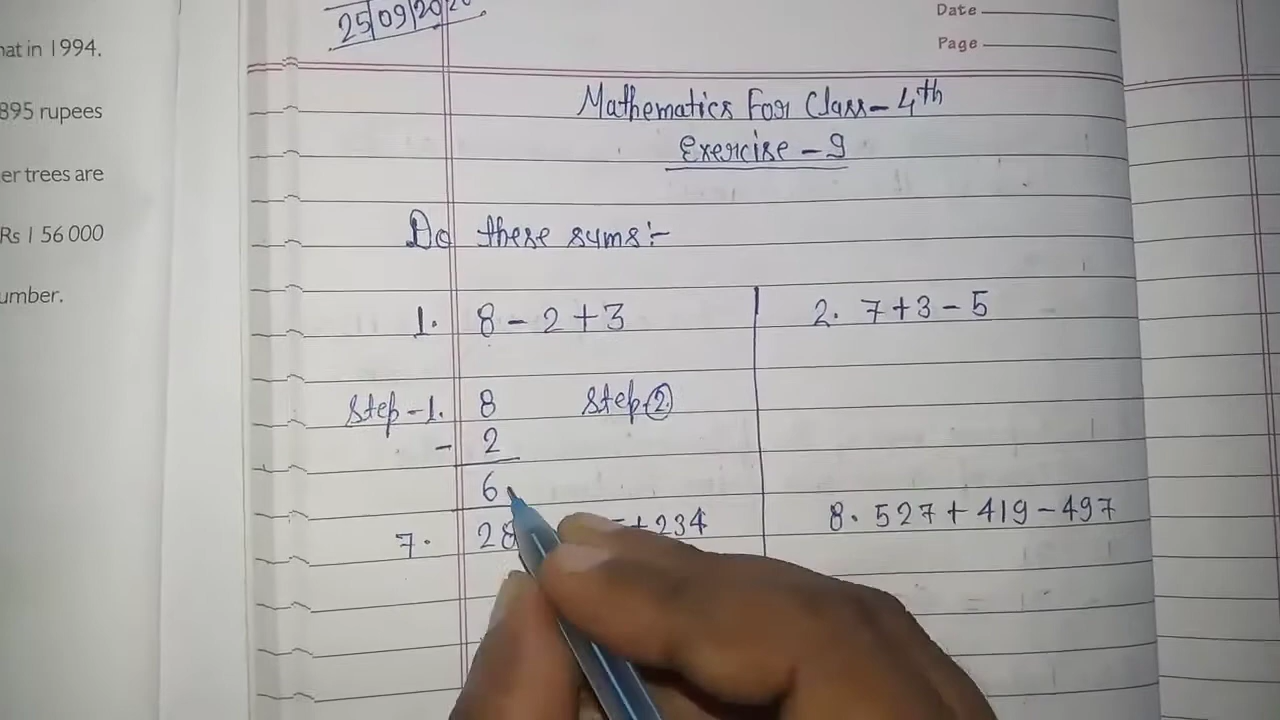 25/09/2020
Date
Page
hat in 1994.
895 rupees
er trees are
Rs 1 56 000
umber.
Mathematics For Class - 4th
Exercise - 9
Do these sums :-
1. 8 - 2 + 3
2. 7 + 3 - 5
Step - 1. 8 Step 2
- 2
6
7. 28 + 234
8. 527 + 419 - 497